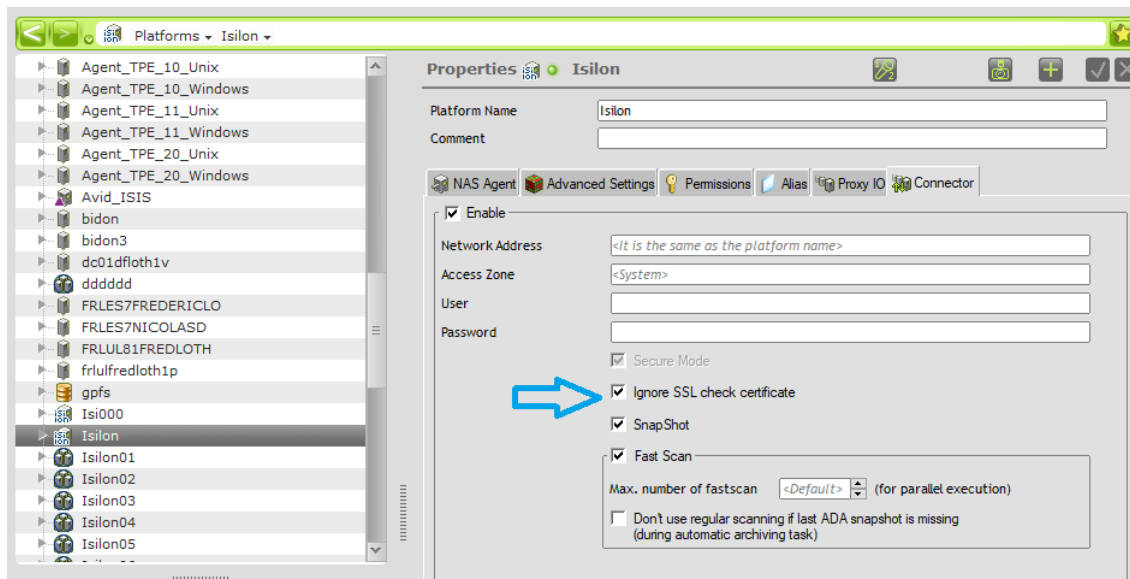 Platforms Isilon
Agent_TPE_10_Unix
Agent_TPE_10_Windows
Agent_TPE_11_Unix
Agent_TPE_11_Windows
Agent_TPE_20_Unix
Agent_TPE_20_Windows
Avid_ISIS
bidon
bidon3
dc01dfloth1v
dddddd
FRLES7FREDERICLO
FRLES7NICOLASD
FRLUL81FREDLOTH
frlulfredloth1p
gpfs
Isi000
Isilon
Isilon01
Isilon02
Isilon03
Isilon04
Isilon05
Properties Isilon
Platform Name Isilon
Comment
NAS Agent Advanced Settings Permissions Alias Proxy IO Connector
Enable
Network Address <It is the same as the platform name>
Access Zone <System>
User
Password
Secure Mode
Ignore SSL check certificate
SnapShot
Fast Scan
Max. number of fastscan <Default> (for parallel execution)
Don't use regular scanning if last ADA snapshot is missing
(during automatic archiving task)